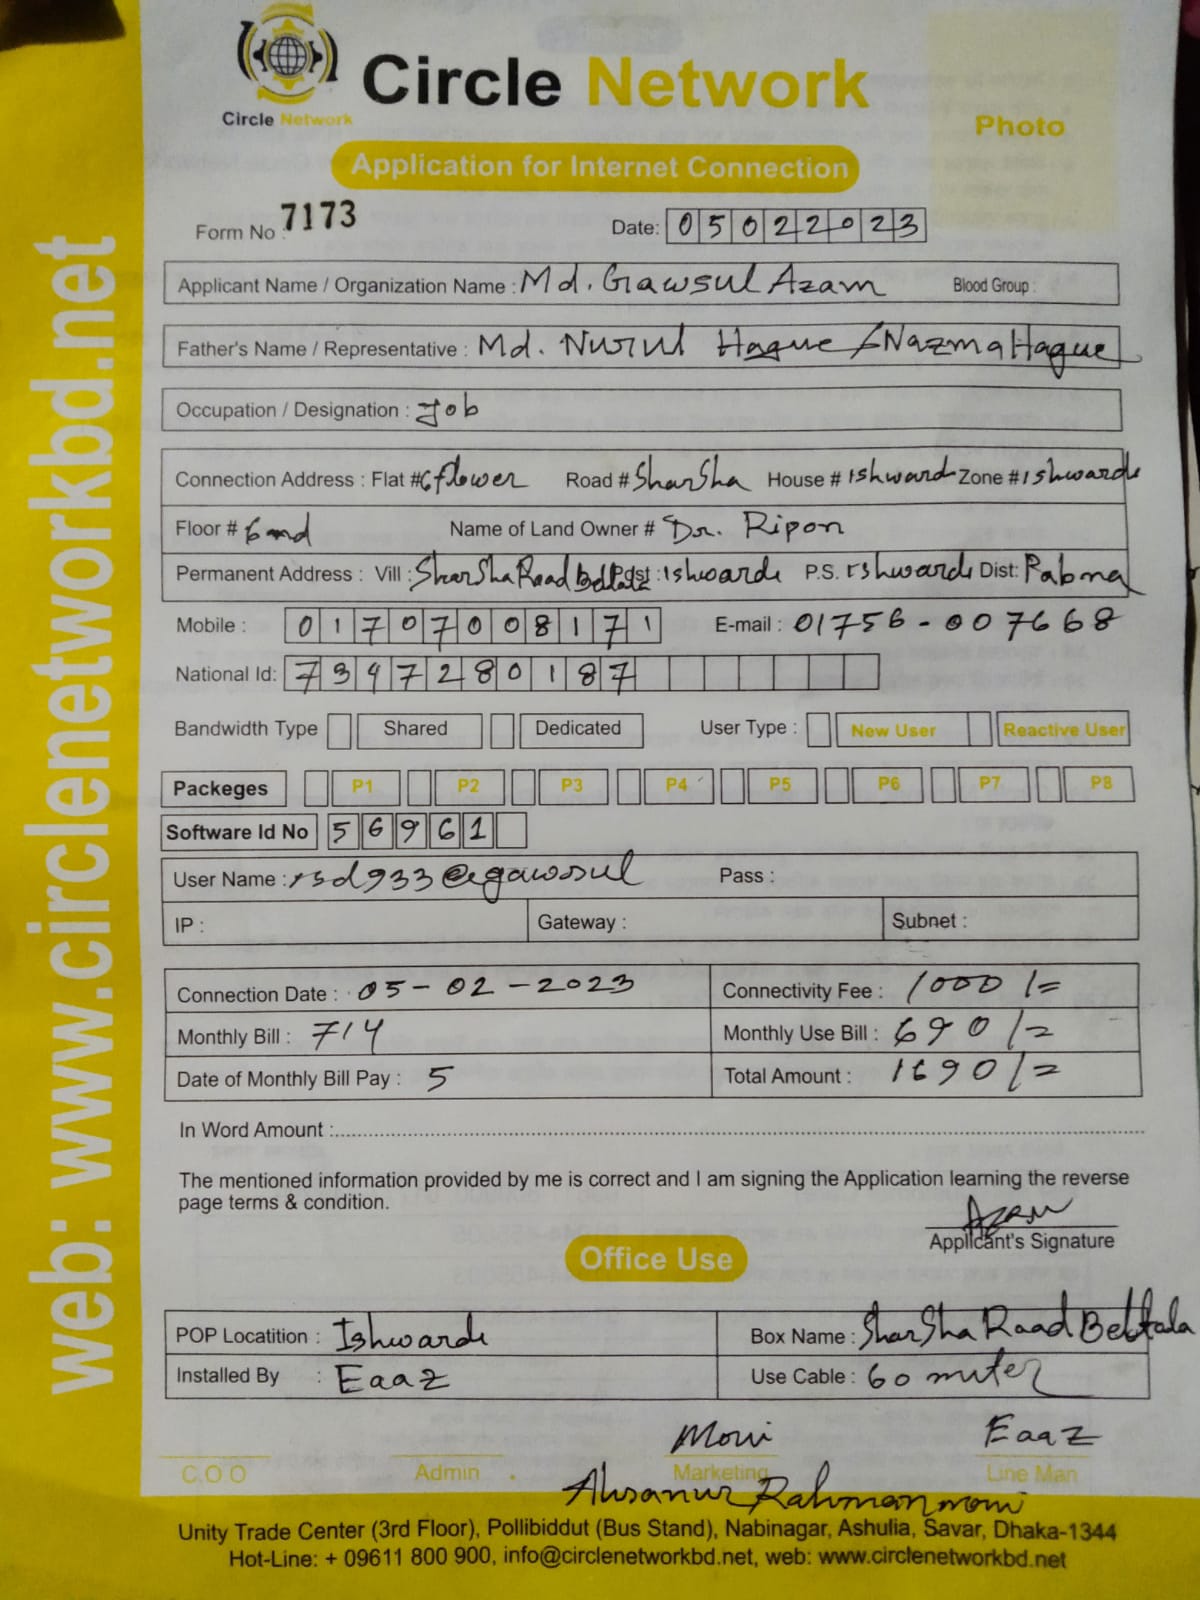 Circle Network
Circle Network
Photo
Application for Internet Connection
Form No : 7173
Date: 05022023
Applicant Name / Organization Name : Md. Gawsul Azam Blood Group :
Father's Name / Representative : Md. Nurul Haque / Nazma Haque
Occupation / Designation : Job
Connection Address : Flat # 6 flower Road # Sharsha House # Ishwardi Zone # Ishwardi
Floor # Name of Land Owner # Dr. Ripon
Permanent Address : Vill : Sharsha Road Post : Ishwardi P.S. Ishwardi Dist: Pabna
Mobile : 01707008171 E-mail : 01756-007668
National Id: 7347280187
Bandwidth Type Shared Dedicated User Type : New User Reactive User
Packeges P1 P2 P3 P4 P5 P6 P7 P8
Software Id No 56961
User Name : isd933@gawsul Pass :
IP : Gateway : Subnet :
Connection Date : 05-02-2023 Connectivity Fee : 1000/=
Monthly Bill : 714 Monthly Use Bill : 690/=
Date of Monthly Bill Pay : 5 Total Amount : 1690/=
In Word Amount :
The mentioned information provided by me is correct and I am signing the Application learning the reverse
page terms & condition.
Azam
Applicant's Signature
Office Use
POP Locatition : Ishwardi Box Name : Sharsha Road Beltala
Installed By : Eaaz Use Cable : 60 miter
Moni Eaaz
C.O.O Admin Marketing Line Man
Ahsanur Rahman moni
Unity Trade Center (3rd Floor), Pollibiddut (Bus Stand), Nabinagar, Ashulia, Savar, Dhaka-1344
Hot-Line: + 09611 800 900, info@circlenetworkbd.net, web: www.circlenetworkbd.net
web: www.circlenetworkbd.net